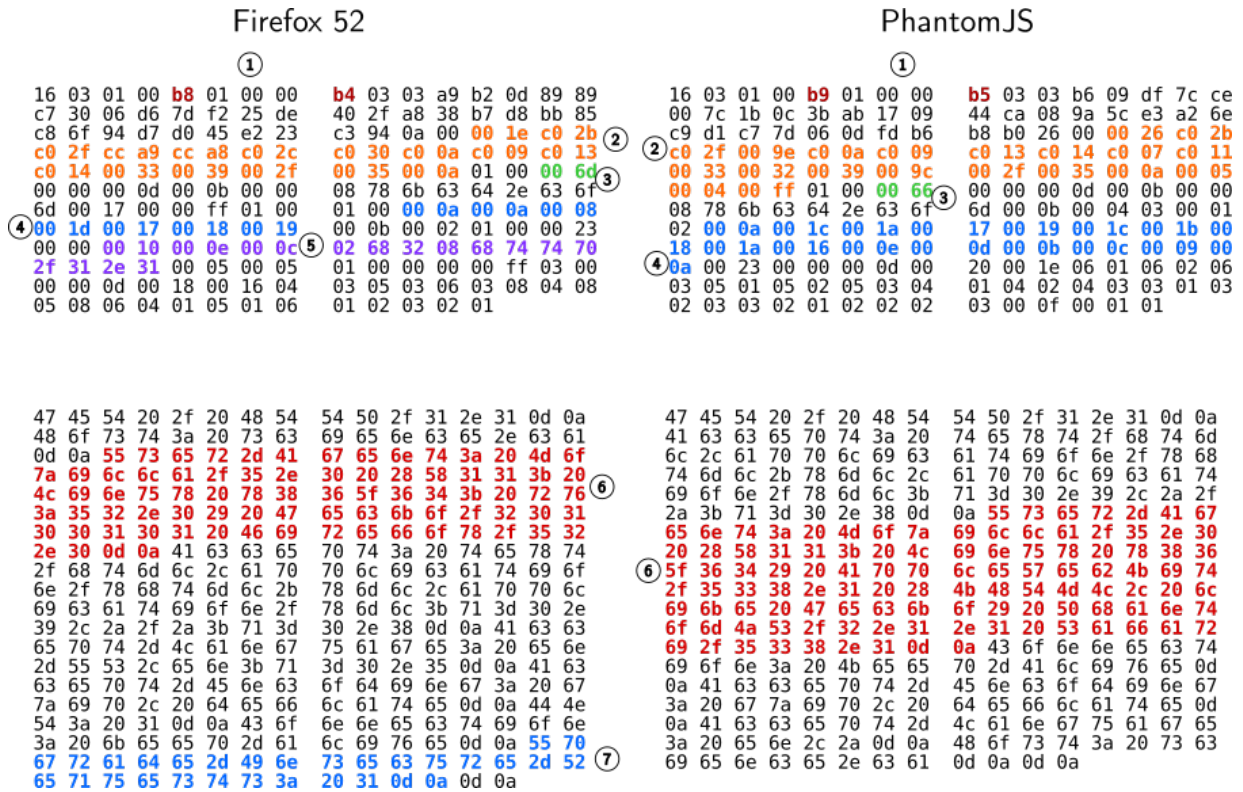 Firefox 52
PhantomJS
1
1
16 03 01 00 b8 01 00 00 b4 03 03 a9 b2 0d 89 89
c7 30 06 d6 7d f2 25 de 40 2f a8 38 b7 d8 bb 85
c8 6f 94 d7 d0 45 e2 23 c3 94 0a 00 00 1e c0 2b
2
c0 2f cc a9 cc a8 c0 2c c0 30 c0 0a c0 09 c0 13
c0 14 00 33 00 39 00 2f 00 35 00 0a 01 00 00 6d
3
00 00 00 0d 00 0b 00 00 08 78 6b 63 64 2e 63 6f
6d 00 17 00 00 ff 01 00 01 00 00 0a 00 0a 00 08
4
00 1d 00 17 00 18 00 19 00 0b 00 02 01 00 00 23
00 00 00 10 00 0e 00 0c 02 68 32 08 68 74 74 70
5
2f 31 2e 31 00 05 00 05 01 00 00 00 00 ff 03 00
00 00 0d 00 18 00 16 04 03 05 03 06 03 08 04 08
05 08 06 04 01 05 01 06 01 02 03 02 01
16 03 01 00 b9 01 00 00 b5 03 03 b6 09 df 7c ce
00 7c 1b 0c 3b ab 17 09 44 ca 08 9a 5c e3 a2 6e
c9 d1 c7 7d 06 0d fd b6 b8 b0 26 00 00 26 c0 2b
2
c0 2f 00 9e c0 0a c0 09 c0 13 c0 14 c0 07 c0 11
00 33 00 32 00 39 00 9c 00 2f 00 35 00 0a 00 05
00 04 00 ff 01 00 00 66 00 00 00 0d 00 0b 00 00
3
08 78 6b 63 64 2e 63 6f 6d 00 0b 00 04 03 00 01
02 00 0a 00 1c 00 1a 00 17 00 19 00 1c 00 1b 00
18 00 1a 00 16 00 0e 00 0d 00 0b 00 0c 00 09 00
4
0a 00 23 00 00 00 0d 00 20 00 1e 06 01 06 02 06
03 05 01 05 02 05 03 04 01 04 02 04 03 03 01 03
02 03 03 02 01 02 02 02 03 00 0f 00 01 01
47 45 54 20 2f 20 48 54 54 50 2f 31 2e 31 0d 0a
48 6f 73 74 3a 20 73 63 69 65 6e 63 65 2e 63 61
0d 0a 55 73 65 72 2d 41 67 65 6e 74 3a 20 4d 6f
7a 69 6c 6c 61 2f 35 2e 30 20 28 58 31 31 3b 20
4c 69 6e 75 78 20 78 38 36 5f 36 34 3b 20 72 76
6
3a 35 32 2e 30 29 20 47 65 63 6b 6f 2f 32 30 31
30 30 31 30 31 20 46 69 72 65 66 6f 78 2f 35 32
2e 30 0d 0a 41 63 63 65 70 74 3a 20 74 65 78 74
2f 68 74 6d 6c 2c 61 70 70 6c 69 63 61 74 69 6f
6e 2f 78 68 74 6d 6c 2b 78 6d 6c 2c 61 70 70 6c
69 63 61 74 69 6f 6e 2f 78 6d 6c 3b 71 3d 30 2e
39 2c 2a 2f 2a 3b 71 3d 30 2e 38 0d 0a 41 63 63
65 70 74 2d 4c 61 6e 67 75 61 67 65 3a 20 65 6e
2d 55 53 2c 65 6e 3b 71 3d 30 2e 35 0d 0a 41 63
63 65 70 74 2d 45 6e 63 6f 64 69 6e 67 3a 20 67
7a 69 70 2c 20 64 65 66 6c 61 74 65 0d 0a 44 4e
54 3a 20 31 0d 0a 43 6f 6e 6e 65 63 74 69 6f 6e
3a 20 6b 65 65 70 2d 61 6c 69 76 65 0d 0a 55 70
67 72 61 64 65 2d 49 6e 73 65 63 75 72 65 2d 52
7
65 71 75 65 73 74 73 3a 20 31 0d 0a 0d 0a
47 45 54 20 2f 20 48 54 54 50 2f 31 2e 31 0d 0a
41 63 63 65 70 74 3a 20 74 65 78 74 2f 68 74 6d
6c 2c 61 70 70 6c 69 63 61 74 69 6f 6e 2f 78 68
74 6d 6c 2b 78 6d 6c 2c 61 70 70 6c 69 63 61 74
69 6f 6e 2f 78 6d 6c 3b 71 3d 30 2e 39 2c 2a 2f
2a 3b 71 3d 30 2e 38 0d 0a 55 73 65 72 2d 41 67
65 6e 74 3a 20 4d 6f 7a 69 6c 6c 61 2f 35 2e 30
20 28 58 31 31 3b 20 4c 69 6e 75 78 20 78 38 36
6
5f 36 34 29 20 41 70 70 6c 65 57 65 62 4b 69 74
2f 35 33 38 2e 31 20 28 4b 48 54 4d 4c 2c 20 6c
69 6b 65 20 47 65 63 6b 6f 29 20 50 68 61 6e 74
6f 6d 4a 53 2f 32 2e 31 2e 31 20 53 61 66 61 72
69 2f 35 33 38 2e 31 0d 0a 43 6f 6e 6e 65 63 74
69 6f 6e 3a 20 4b 65 65 70 2d 41 6c 69 76 65 0d
0a 41 63 63 65 70 74 2d 45 6e 63 6f 64 69 6e 67
3a 20 67 7a 69 70 2c 20 64 65 66 6c 61 74 65 0d
0a 41 63 63 65 70 74 2d 4c 61 6e 67 75 61 67 65
3a 20 65 6e 2c 2a 0d 0a 48 6f 73 74 3a 20 73 63
69 65 6e 63 65 2e 63 61 0d 0a 0d 0a